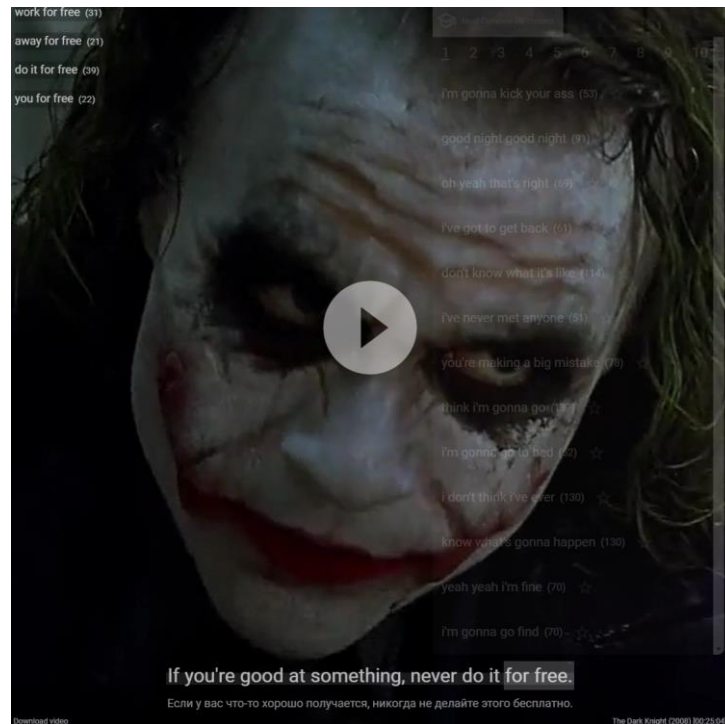 work for free (31)
away for free (21)
do it for free (39)
you for free (22)
1 2 3 4 5 6 7 8 9 10
i'm gonna kick your ass (53)
good night good night (91)
oh yeah that's right (59)
i've got to get back (61)
don't know what it's like (114)
i've never met anyone (51)
you're making a big mistake (78)
think i'm gonna go
i'm gonna go to bed
i don't think i've ever (130)
know what's gonna happen (130)
yeah yeah i'm fine (70)
i'm gonna go find (70)
If you're good at something, never do it for free.
Если у вас что-то хорошо получается, никогда не делайте этого бесплатно.
Download video
The Dark Knight (2008) [00:25:04